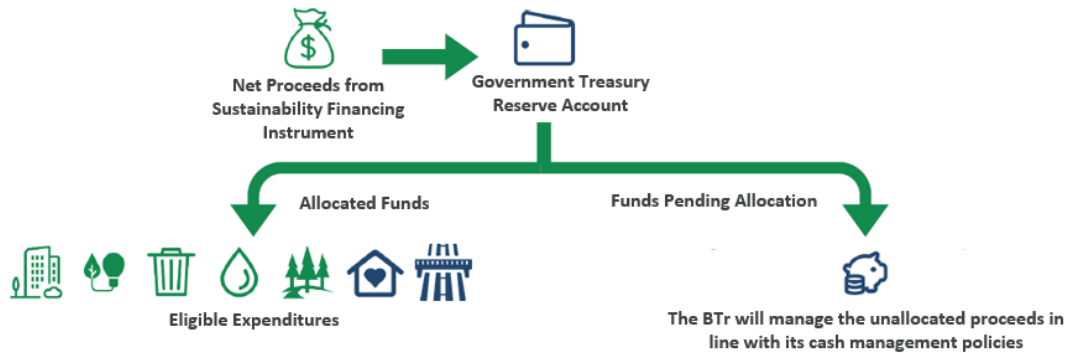 $
Net Proceeds from
Sustainability Financing
Instrument
Government Treasury
Reserve Account
Allocated Funds
Funds Pending Allocation
Eligible Expenditures
The BTr will manage the unallocated proceeds in
line with its cash management policies